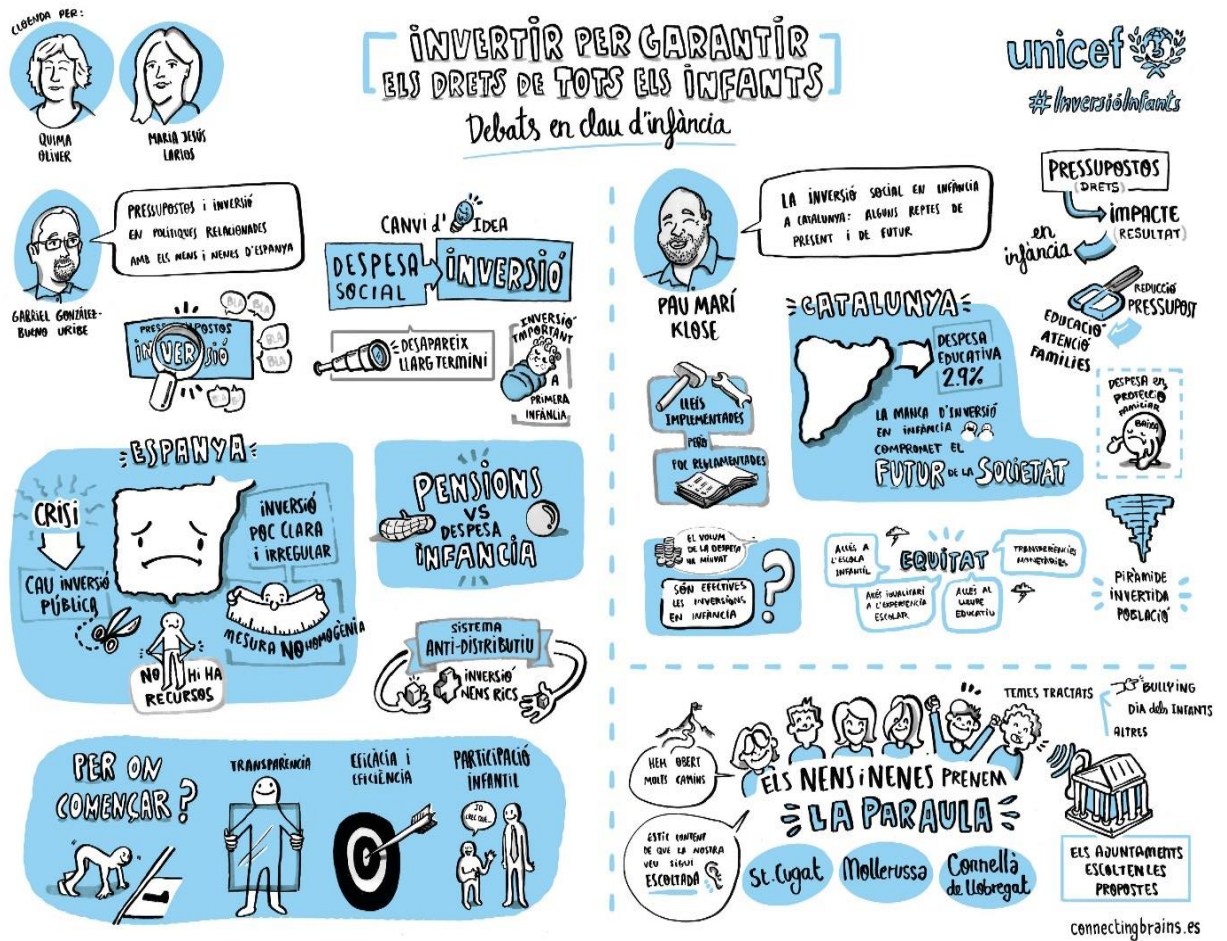 CLOENDA PER:
QUIMA
OLIVER
MARIA JESÚS
LARIOS
INVERTIR PER GARANTIR
ELS DRETS DE TOTS ELS INFANTS
Debats en clau d'infància
unicef
#InversióInfants
GABRIEL GONZÁLEZ-
BUENO URIBE
PRESSUPOSTOS I INVERSIÓ
EN POLÍTIQUES RELACIONADES
AMB ELS NENS I NENES D'ESPANYA
PRESSUPOSTOS
INVERSIÓ
BLA
BLA
BLA
BLA
BLA
BLA
CANVI d' IDEA
DESPESA
SOCIAL
INVERSIÓ
DESAPAREIX
LLARG TERMINI
INVERSIÓ
IMPORTANT
A
PRIMERA
INFÀNCIA
ESPANYA
CRISI
CAU INVERSIÓ
PÚBLICA
INVERSIÓ
POC CLARA
I IRREGULAR
MESURA NO HOMOGÈNIA
NO HI HA
RECURSOS
PENSIONS
VS
DESPESA
INFANCIA
SISTEMA
ANTI-DISTRIBUTIU
INVERSIÓ
NENS RICS
PER ON
COMENÇAR?
TRANSPARÈNCIA
EFICÀCIA I
EFICIÈNCIA
PARTICIPACIÓ
INFANTIL
JO
CREC QUE...
1
PAU MARÍ
KLOSE
LA INVERSIÓ SOCIAL EN INFÀNCIA
A CATALUNYA: ALGUNS REPTES DE
PRESENT I DE FUTUR
PRESSUPOSTOS
(DRETS)
IMPACTE
(RESULTAT)
en
infància
REDUCCIÓ
PRESSUPOST
EDUCACIÓ
ATENCIÓ
FAMÍLIES
LLEIS
IMPLEMENTADES
PERÒ
POC REGLAMENTADES
CATALUNYA
DESPESA
EDUCATIVA
2.9%
LA MANCA D'INVERSIÓ
EN INFÀNCIA
COMPROMET EL
FUTUR DE LA SOCIETAT
DESPESA en
PROTECCIÓ
FAMILIAR
BAIXA
EL VOLUM
DE LA DESPESA
HA MINVAT
SÓN EFECTIVES
LES INVERSIONS
EN INFÀNCIA
?
EQUITAT
ACCÉS A
L'ESCOLA
INFANTIL
TRANSFERÈNCIES
MONETÀRIES
ACCÉS IGUALITARI
A L'EXPERIÈNCIA
ESCOLAR
ACCÉS AL
LLEURE
EDUCATIU
PIRÀMIDE
INVERTIDA
POBLACIÓ
HEM OBERT
MOLTS CAMINS
ESTIC CONTENT
DE QUE LA NOSTRA
VEU SIGUI
ESCOLTADA
ELS NENS i NENES PRENEM
LA PARAULA
St. Cugat
Mollerussa
Cornellà
de Llobregat
TEMES TRACTATS
BULLYING
DIA dels INFANTS
ALTRES
ELS AJUNTAMENTS
ESCOLTEN LES
PROPOSTES
connectingbrains.es